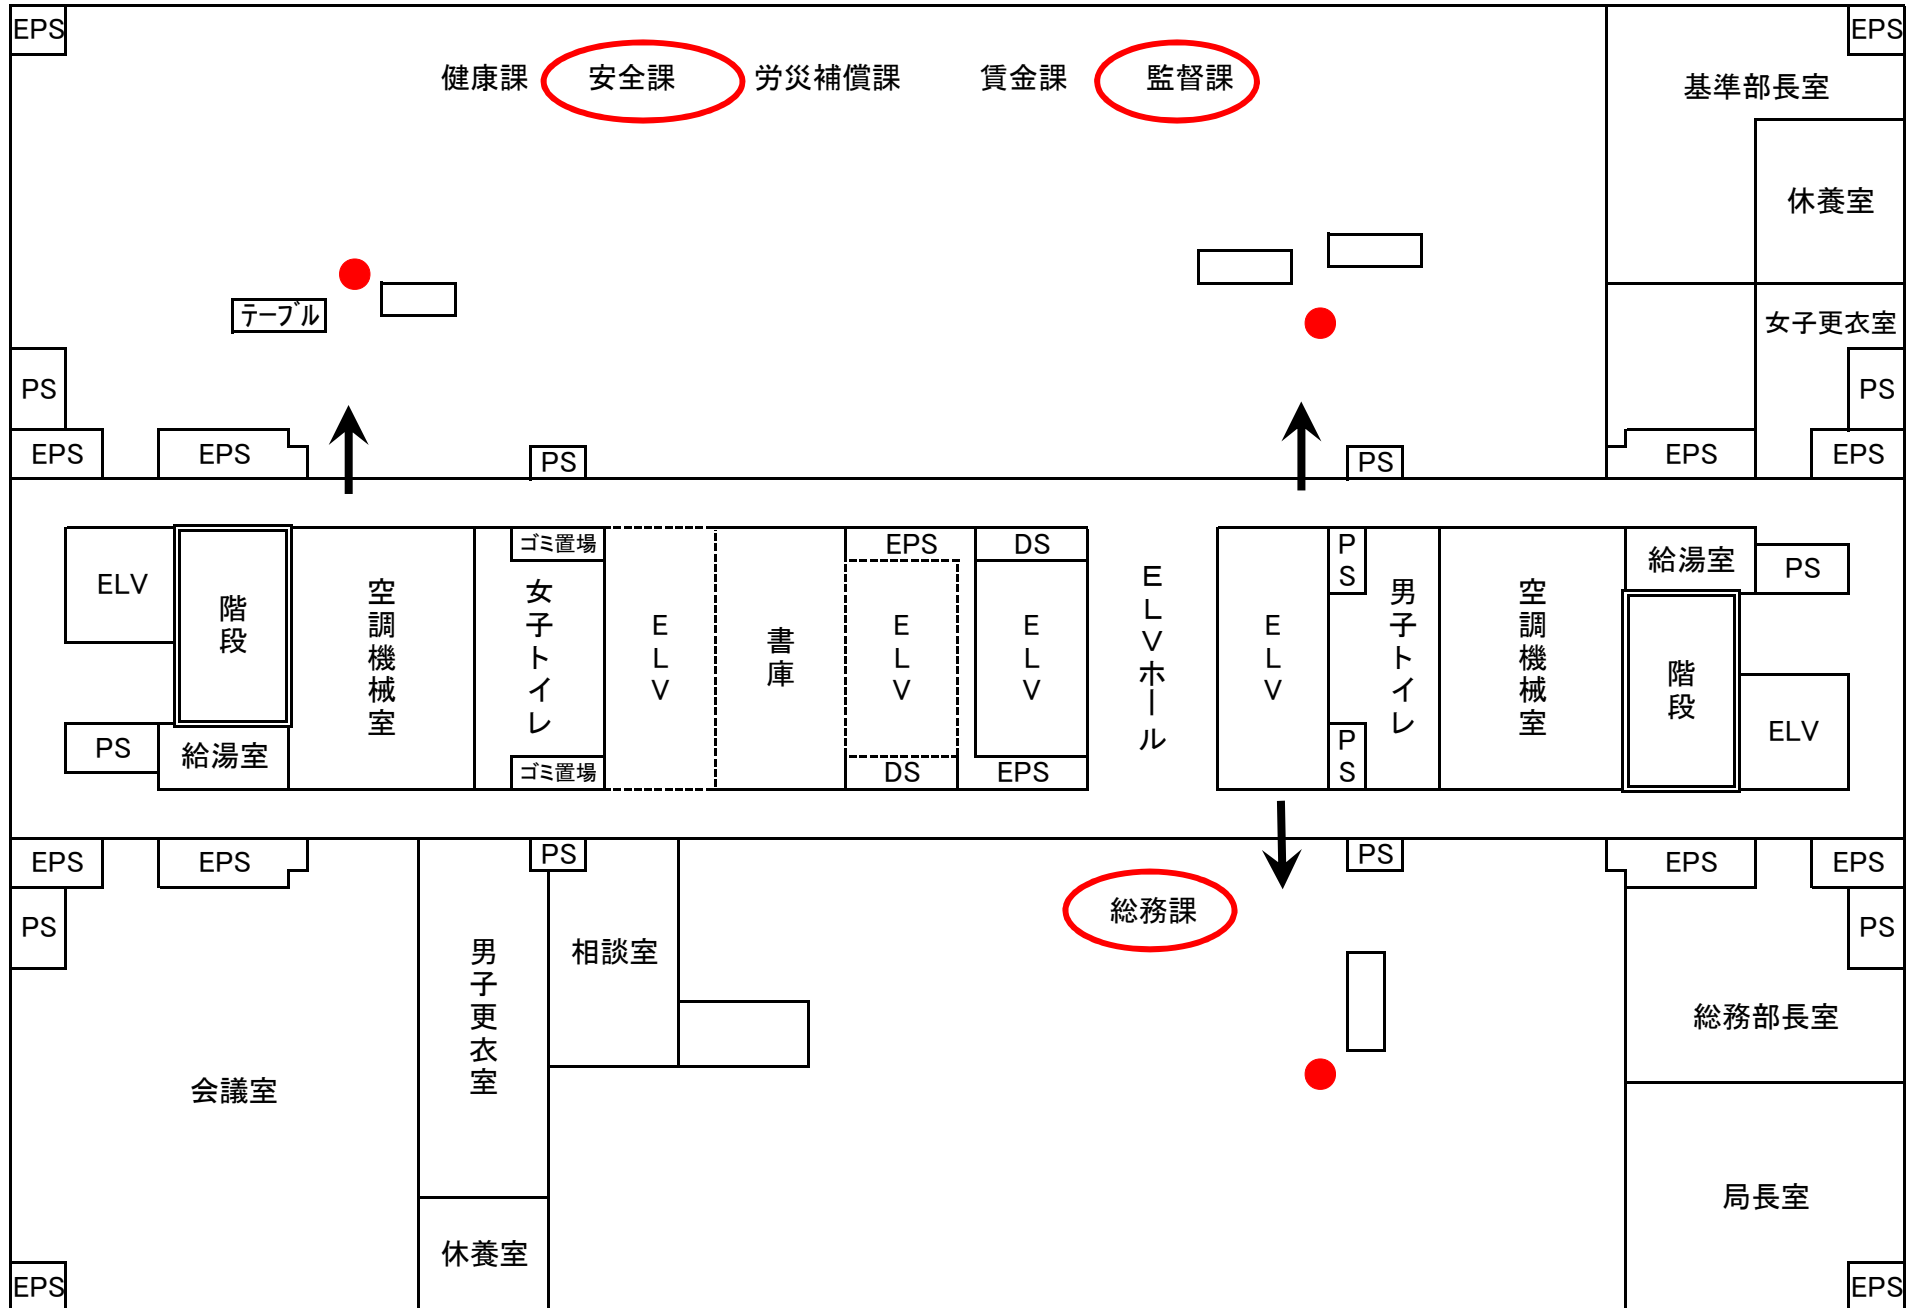 EPS
EPS
健康課 安全課 労災補償課 賃金課 監督課
基準部長室
休養室
テーブル
女子更衣室
PS
PS
EPS
EPS
PS
PS
EPS
EPS
ELV
階段
空調機械室
ゴミ置場
女子トイレ
ゴミ置場
ELV
書庫
EPS
ELV
DS
DS
ELV
EPS
ELVホール
ELV
PS
PS
男子トイレ
空調機械室
給湯室
PS
階段
ELV
PS
給湯室
EPS
EPS
PS
PS
EPS
EPS
PS
総務課
PS
男子更衣室
相談室
総務部長室
会議室
局長室
休養室
EPS
EPS